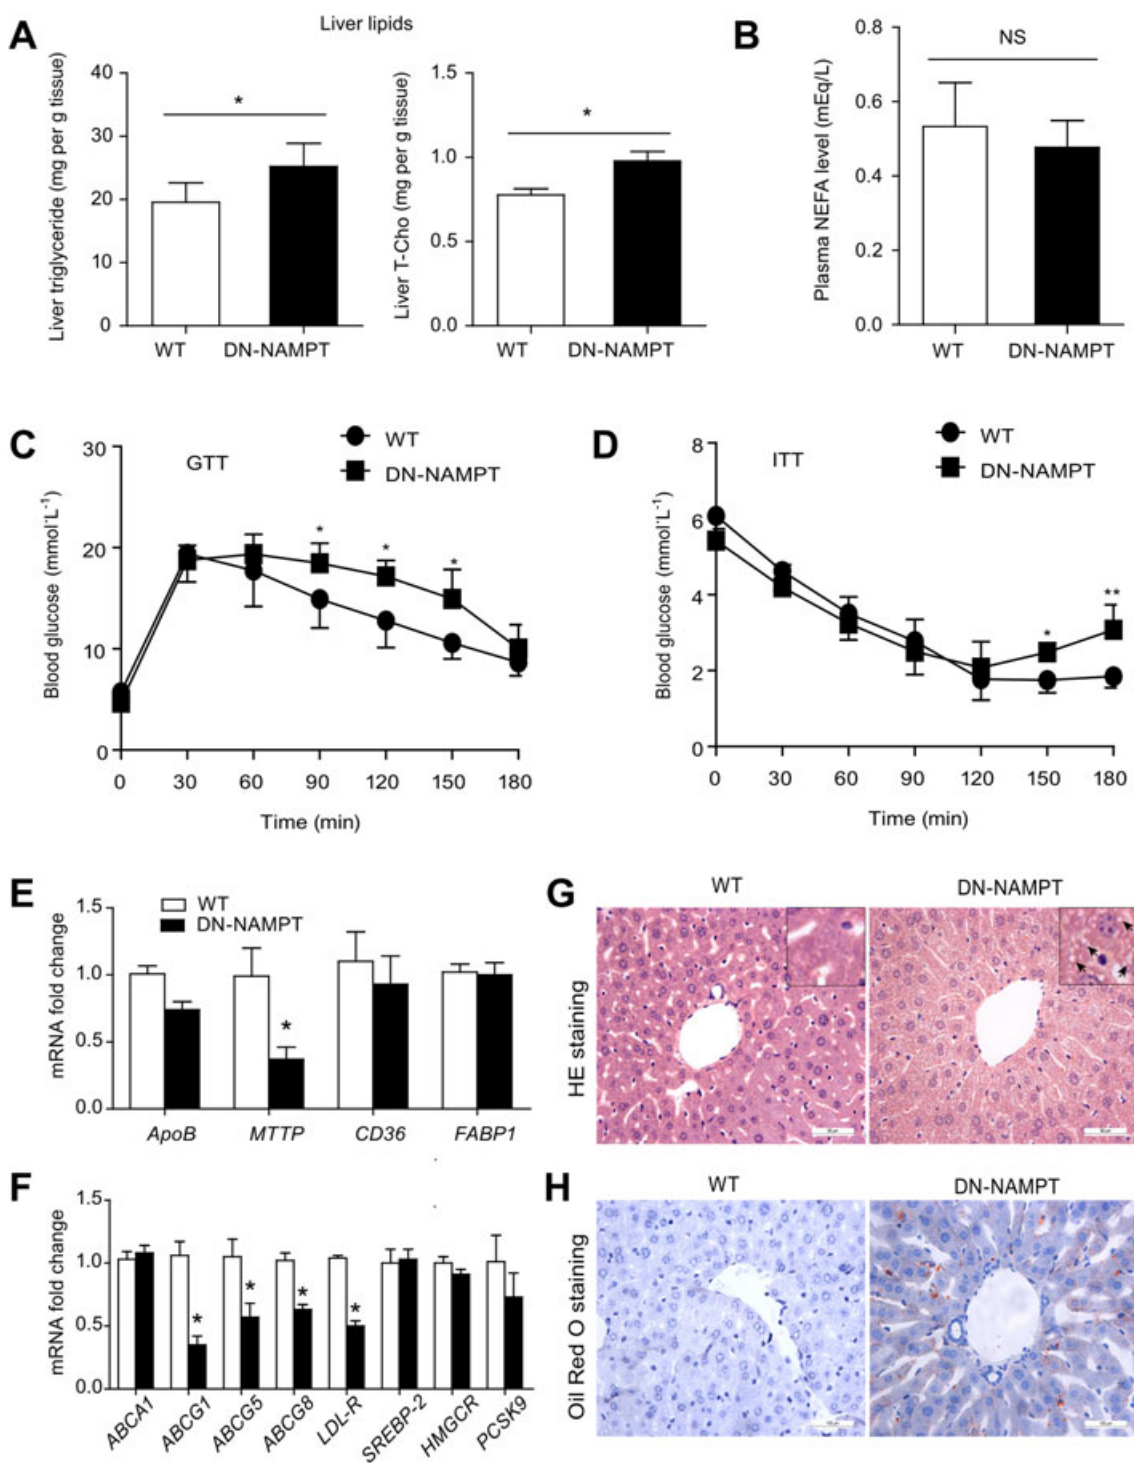 A
Liver lipids
Liver triglyceride (mg per g tissue)
40
30
20
10
0
*
WT
DN-NAMPT
Liver T-Cho (mg per g tissue)
1.5
1.0
0.5
0.0
*
WT
DN-NAMPT
B
Plasma NEFA level (mEq/L)
0.8
0.6
0.4
0.2
0.0
NS
WT
DN-NAMPT
C
GTT
WT
DN-NAMPT
Blood glucose (mmol·L⁻¹)
30
20
10
0
* * *
0 30 60 90 120 150 180
Time (min)
D
ITT
WT
DN-NAMPT
Blood glucose (mmol·L⁻¹)
8
6
4
2
0
* **
0 30 60 90 120 150 180
Time (min)
E
WT
DN-NAMPT
mRNA fold change
1.5
1.0
0.5
0.0
*
ApoB MTTP CD36 FABP1
F
mRNA fold change
1.5
1.0
0.5
0.0
* * * *
ABCA1 ABCG1 ABCG5 ABCG8 LDL-R SREBP-2 HMGCR PCSK9
G
WT
DN-NAMPT
HE staining
H
WT
DN-NAMPT
Oil Red O staining